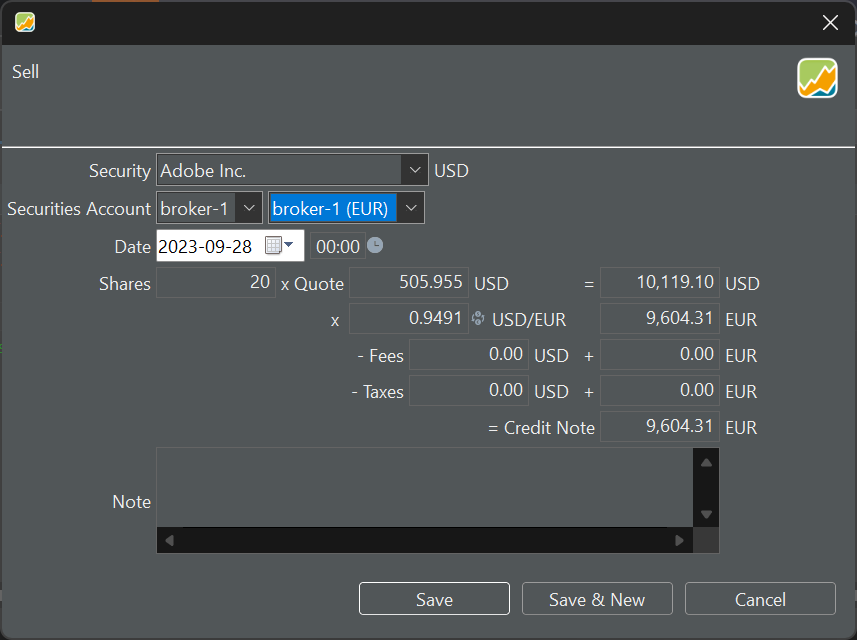 Sell
Security Adobe Inc. USD
Securities Account broker-1 broker-1 (EUR)
Date 2023-09-28 00:00
Shares 20 x Quote 505.955 USD = 10,119.10 USD
x 0.9491 USD/EUR 9,604.31 EUR
- Fees 0.00 USD + 0.00 EUR
- Taxes 0.00 USD + 0.00 EUR
= Credit Note 9,604.31 EUR
Note
Save Save & New Cancel